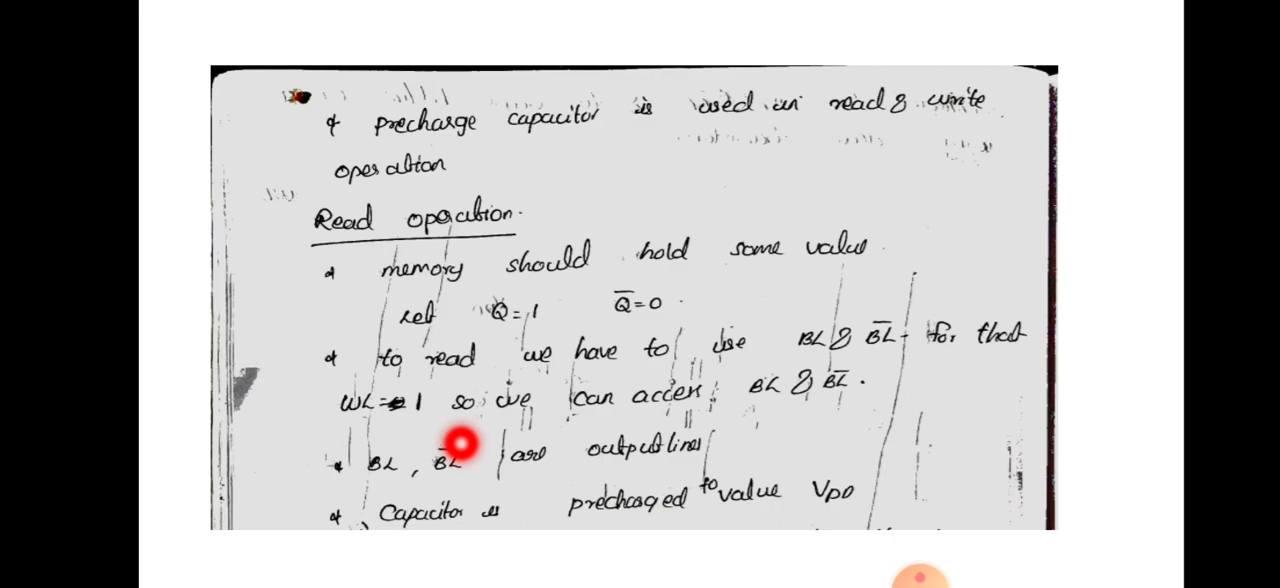 * precharge capacitor is used in read & write
operation
Read operation.
* memory should hold some value
let Q=1 Q̅=0.
* to read we have to use BL & B̅L̅. for that
WL=1 so we can access BL & B̅L̅.
* BL, B̅L̅ are output lines
* Capacitor is precharged to value VDD